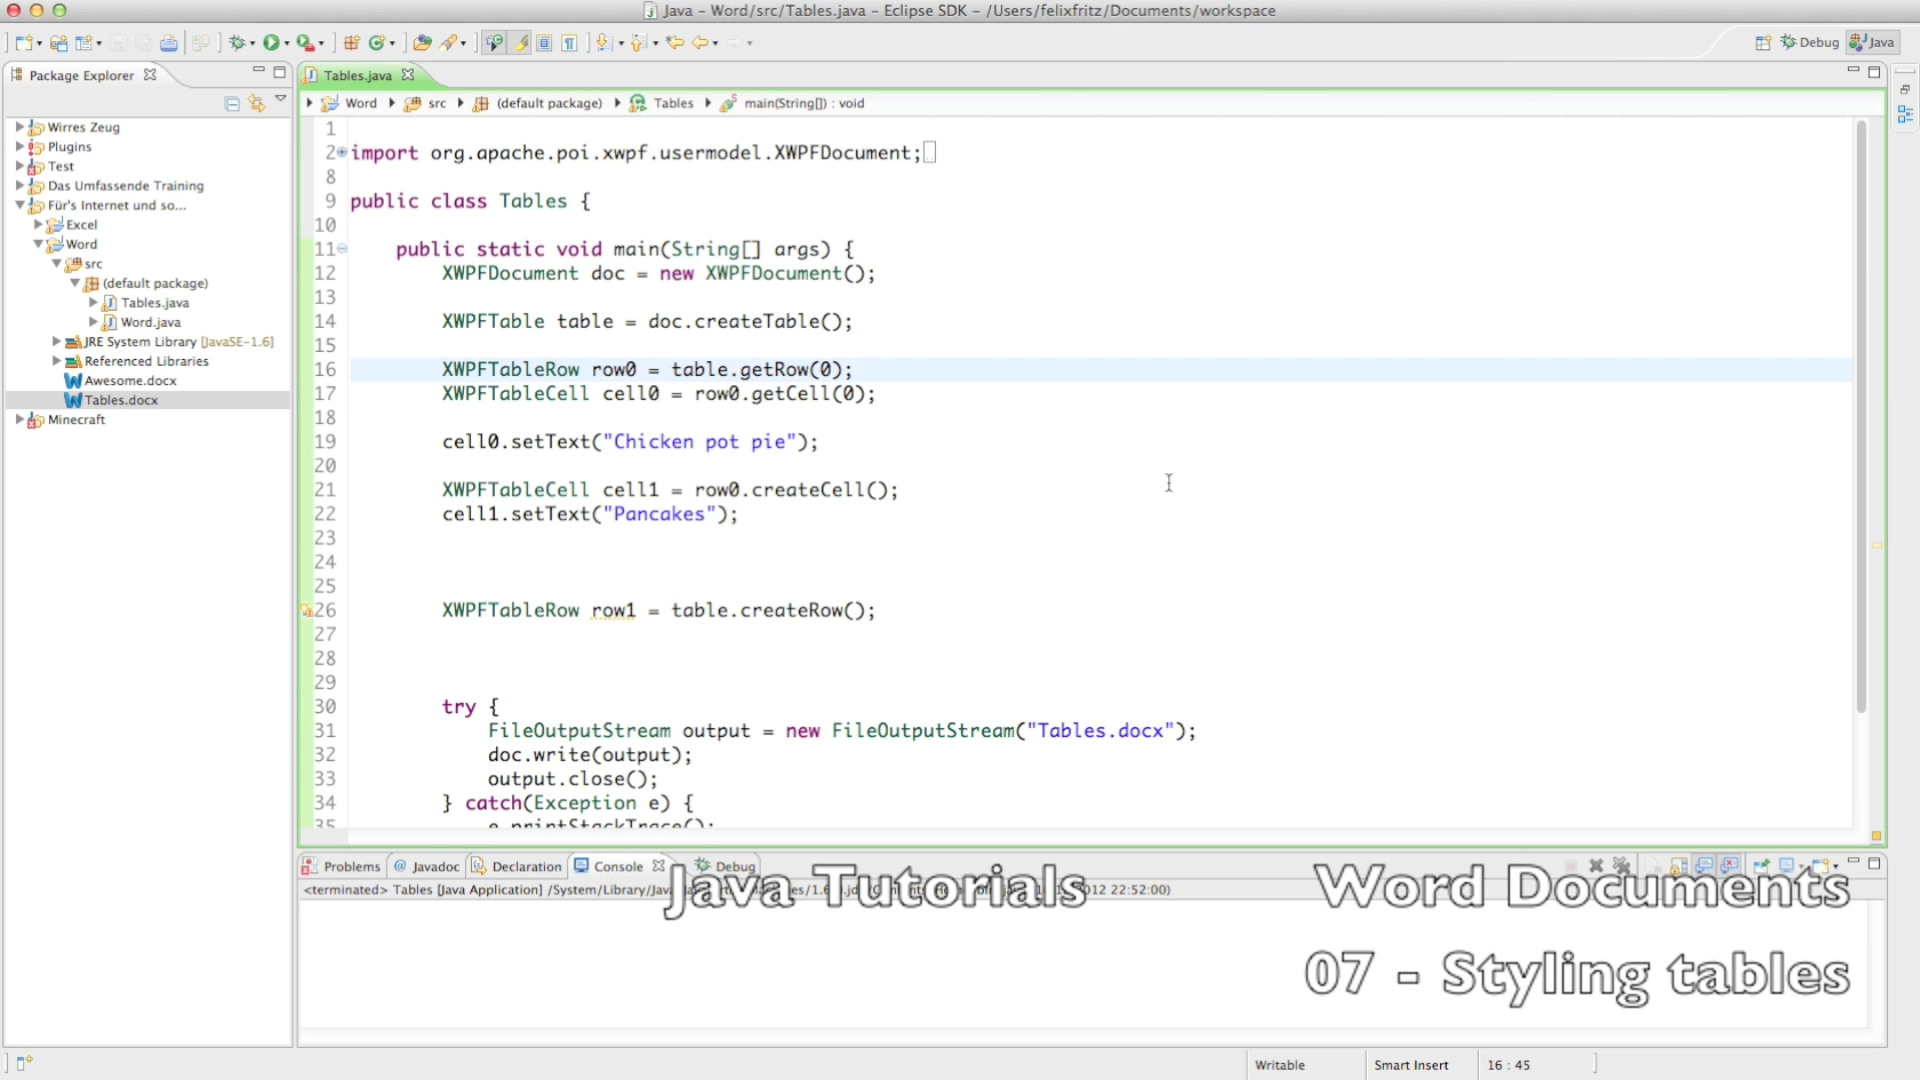 Java - Word/src/Tables.java - Eclipse SDK - /Users/felixfritz/Documents/workspace
Debug
Java
Package Explorer
Tables.java
Word
src
(default package)
Tables
main(String[]) : void
Wirres Zeug
Plugins
Test
Das Umfassende Training
Für's Internet und so...
Excel
Word
src
(default package)
Tables.java
Word.java
JRE System Library [JavaSE-1.6]
Referenced Libraries
Awesome.docx
Tables.docx
Minecraft
1
2 import org.apache.poi.xwpf.usermodel.XWPFDocument;
8
9 public class Tables {
10
11 public static void main(String[] args) {
12 XWPFDocument doc = new XWPFDocument();
13
14 XWPFTable table = doc.createTable();
15
16 XWPFTableRow row0 = table.getRow(0);
17 XWPFTableCell cell0 = row0.getCell(0);
18
19 cell0.setText("Chicken pot pie");
20
21 XWPFTableCell cell1 = row0.createCell();
22 cell1.setText("Pancakes");
23
24
25
26 XWPFTableRow row1 = table.createRow();
27
28
29
30 try {
31 FileOutputStream output = new FileOutputStream("Tables.docx");
32 doc.write(output);
33 output.close();
34 } catch(Exception e) {
35 e.printStackTrace();
Problems
Javadoc
Declaration
Console
Debug
<terminated> Tables [Java Application] /System/Library/Java
2012 22:52:00)
Java Tutorials
Word Documents
07 - Styling tables
Writable
Smart Insert
16 : 45